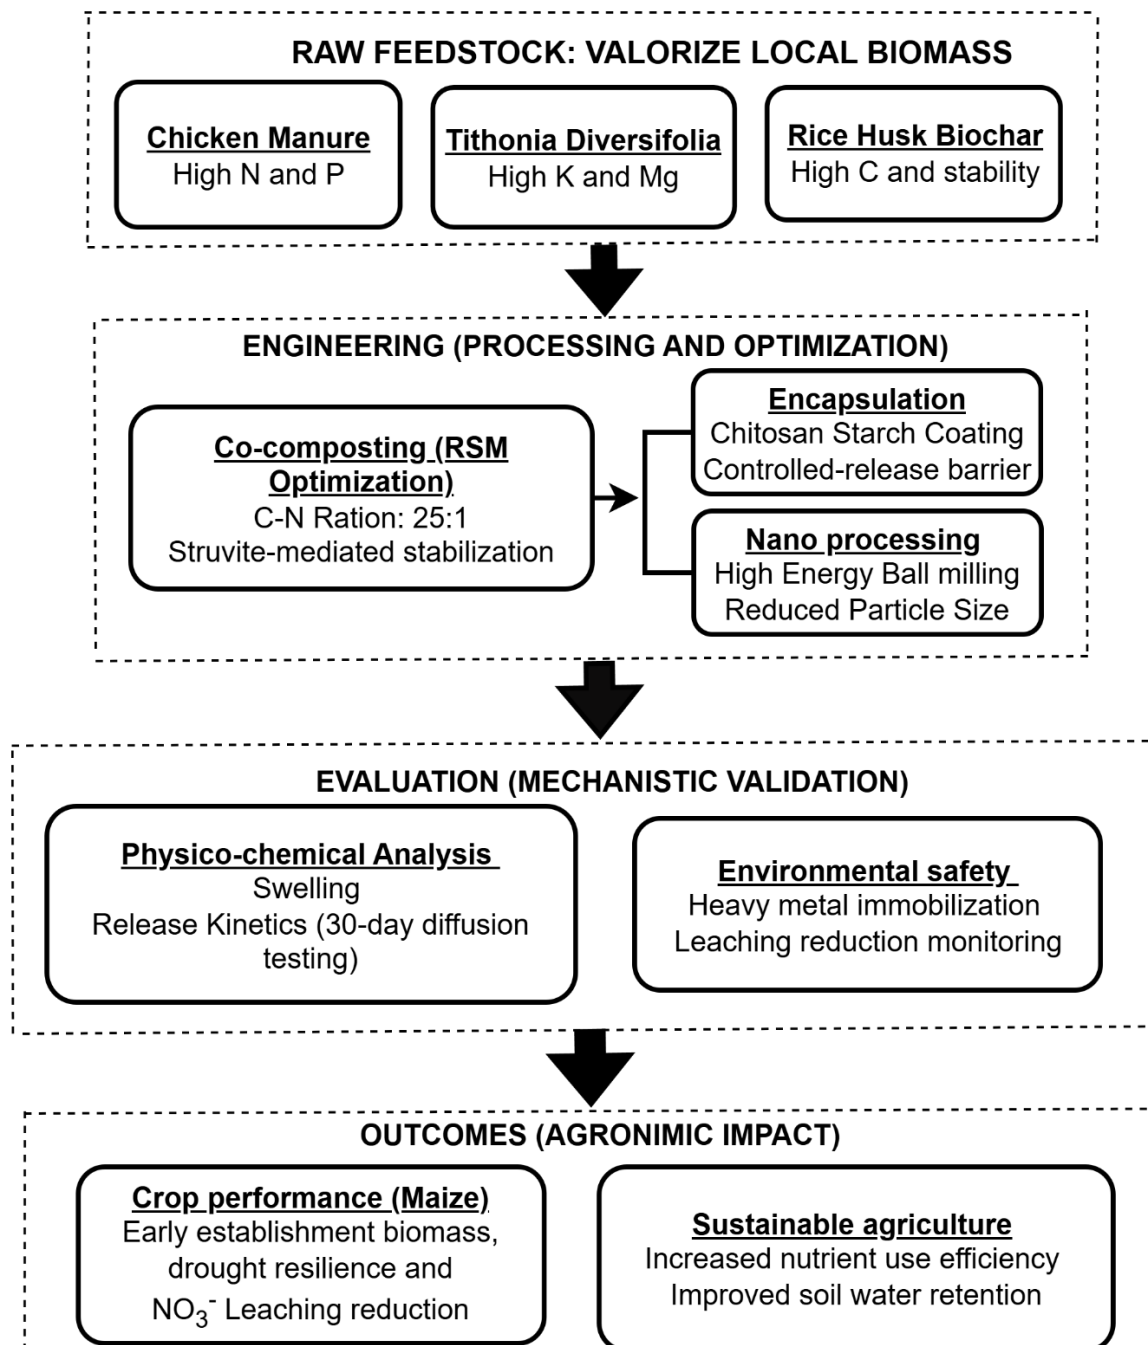 RAW FEEDSTOCK: VALORIZE LOCAL BIOMASS
Chicken Manure
High N and P
Tithonia Diversifolia
High K and Mg
Rice Husk Biochar
High C and stability
ENGINEERING (PROCESSING AND OPTIMIZATION)
Co-composting (RSM
Optimization)
C-N Ration: 25:1
Struvite-mediated stabilization
Encapsulation
Chitosan Starch Coating
Controlled-release barrier
Nano processing
High Energy Ball milling
Reduced Particle Size
EVALUATION (MECHANISTIC VALIDATION)
Physico-chemical Analysis
Swelling
Release Kinetics (30-day diffusion
testing)
Environmental safety
Heavy metal immobilization
Leaching reduction monitoring
OUTCOMES (AGRONIMIC IMPACT)
Crop performance (Maize)
Early establishment biomass,
drought resilience and
NO₃⁻ Leaching reduction
Sustainable agriculture
Increased nutrient use efficiency
Improved soil water retention